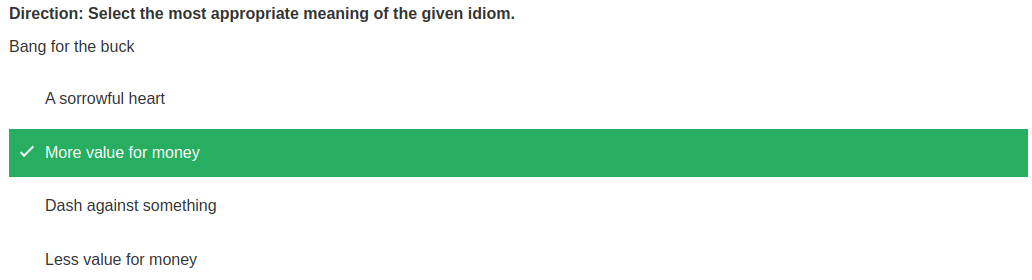 Direction: Select the most appropriate meaning of the given idiom.
Bang for the buck
A sorrowful heart
More value for money
Dash against something
Less value for money